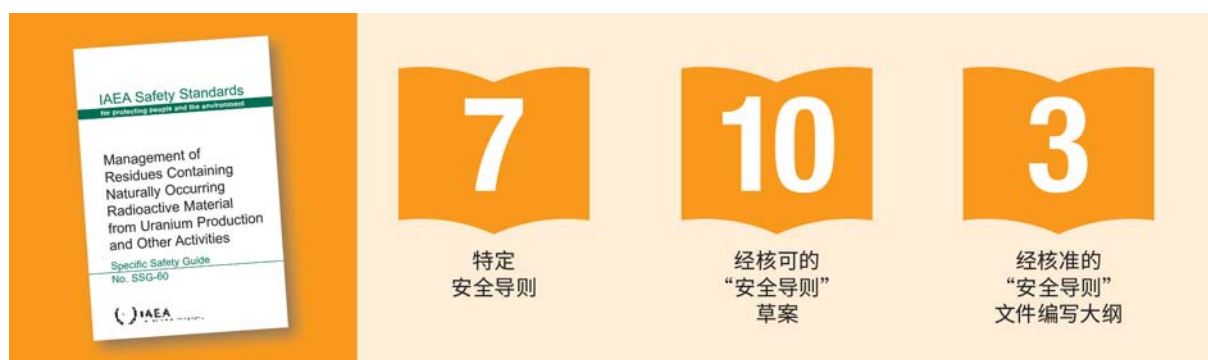 IAEA Safety Standards
for protecting people and the environment
Management of
Residues Containing
Naturally Occurring
Radioactive Material
from Uranium Production
and Other Activities
Specific Safety Guide
No. SSG-60
IAEA
7
特定
安全导则
10
经核可的
“安全导则”
草案
3
经核准的
“安全导则”
文件编写大纲